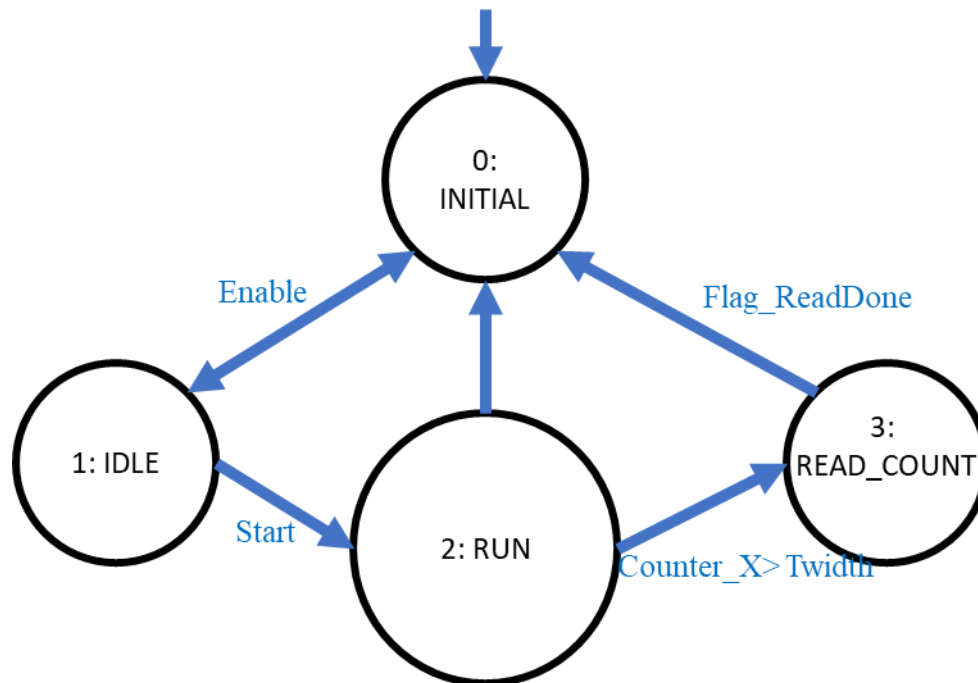 0:
INITIAL
Enable
Flag_ReadDone
1: IDLE
3:
READ_COUNT
Start
2: RUN
Counter_X> Twidth